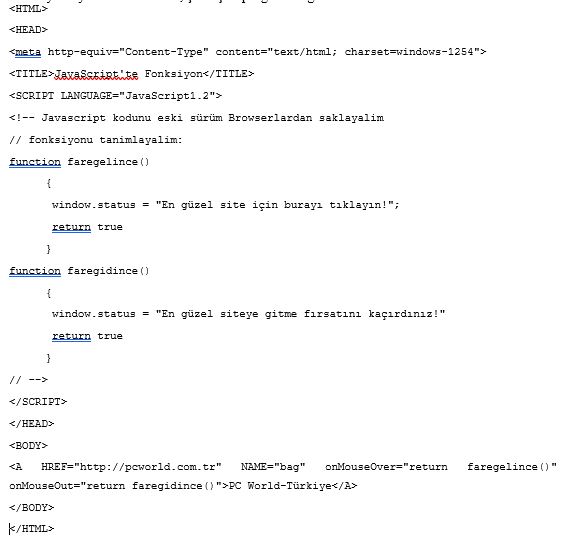 <HTML>
<HEAD>
<meta http-equiv="Content-Type" content="text/html; charset=windows-1254">
<TITLE>JavaScript'te Fonksiyon</TITLE>
<SCRIPT LANGUAGE="JavaScript1.2">
<!-- Javascript kodunu eski sürüm Browserlardan saklayalim
// fonksiyonu tanimlayalim:
function faregelince()
{
window.status = "En güzel site için burayı tıklayın!";
return true
}
function faregidince()
{
window.status = "En güzel siteye gitme fırsatını kaçırdınız!"
return true
}
// -->
</SCRIPT>
</HEAD>
<BODY>
<A HREF="http://pcworld.com.tr" NAME="bag" onMouseOver="return faregelince()"
onMouseOut="return faregidince()">PC World-Türkiye</A>
</BODY>
</HTML>